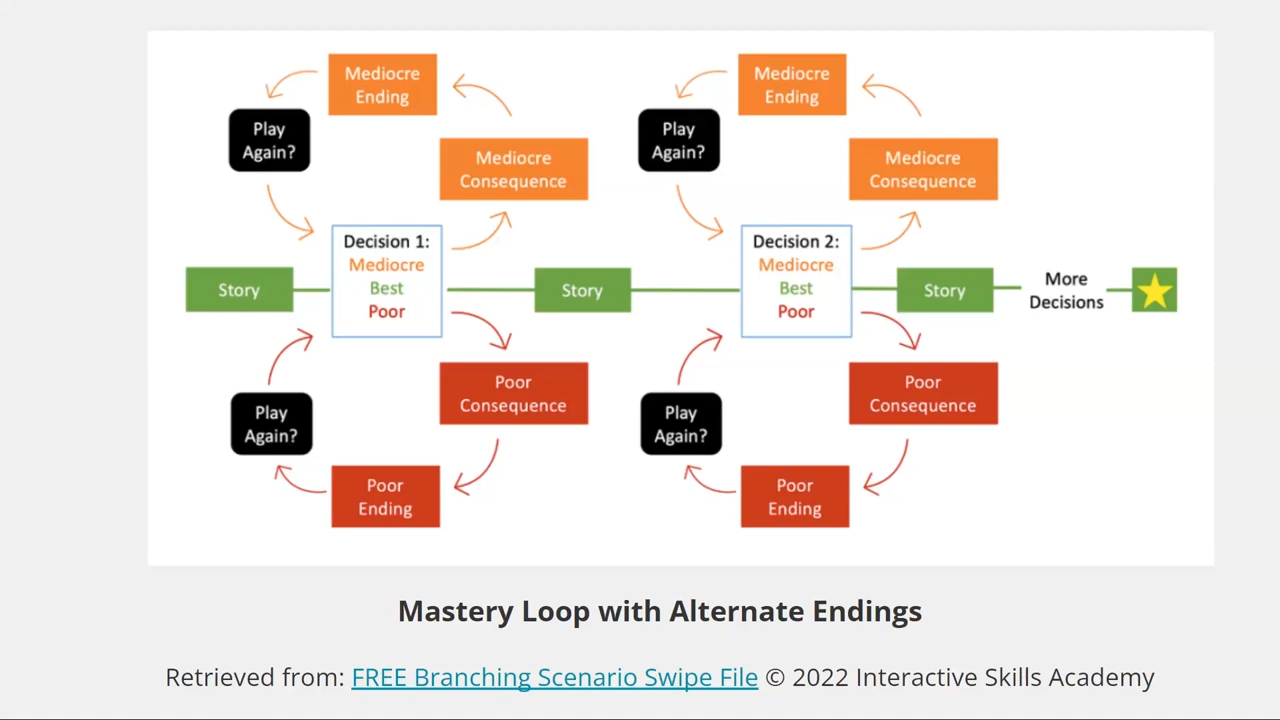 Mediocre
Ending
Mediocre
Ending
Play
Again?
Play
Again?
Mediocre
Consequence
Mediocre
Consequence
Story
Decision 1:
Mediocre
Best
Poor
Story
Decision 2:
Mediocre
Best
Poor
Story
More
Decisions
Poor
Consequence
Poor
Consequence
Play
Again?
Play
Again?
Poor
Ending
Poor
Ending
Mastery Loop with Alternate Endings
Retrieved from: FREE Branching Scenario Swipe File © 2022 Interactive Skills Academy